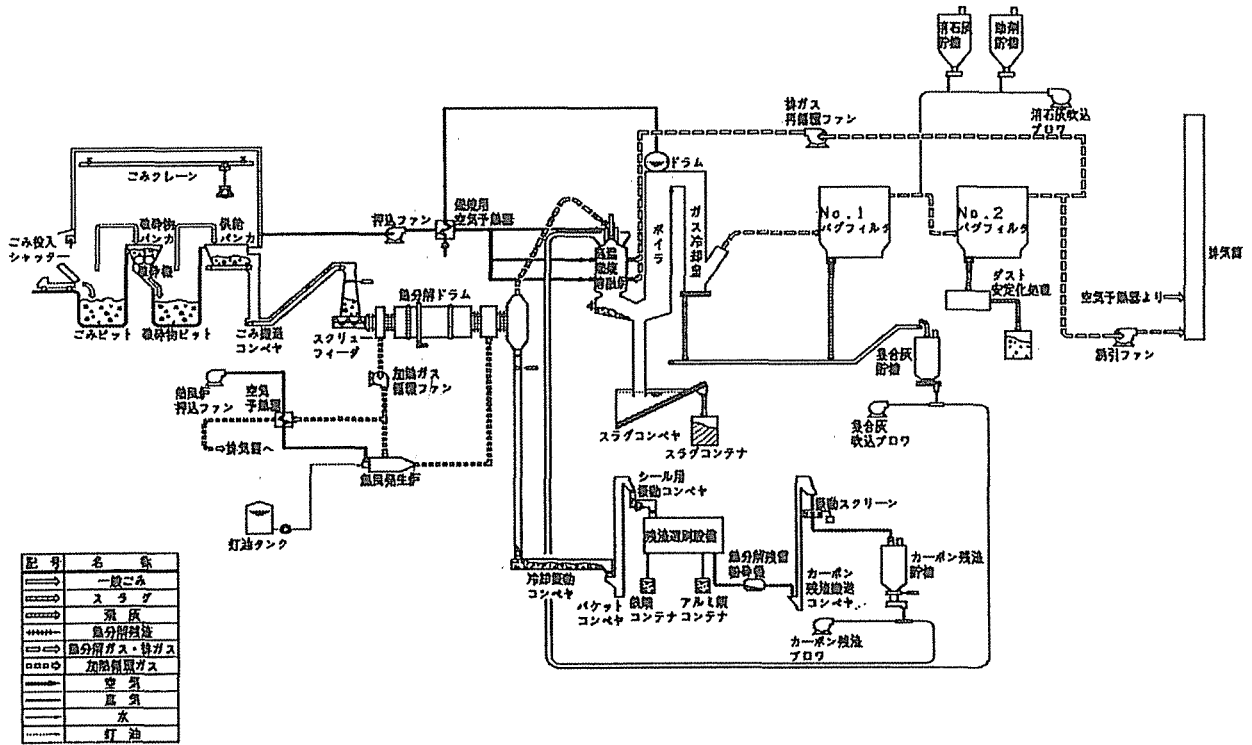 消石灰
貯槽
助剤
貯槽
消石灰吹込
ブロワ
排ガス
再循環ファン
ドラム
ごみクレーン
押込ファン
燃焼用
空気予熱器
破砕物
バンカ
供給
バンカ
破砕機
ごみ投入
シャッター
ごみピット
破砕物ピット
ごみ搬送
コンベヤ
スクリュー
フィーダ
熱分解ドラム
高温
燃焼
溶融炉
ボイラ
ガス冷却室
No.1
バグフィルタ
No.2
バグフィルタ
ダスト
安定化処理
排気筒
空気予熱器より
誘引ファン
加熱ガス
循環ファン
熱風炉
押込ファン
空気
予熱器
排気筒へ
熱風発生炉
灯油タンク
スラグコンベヤ
スラグコンテナ
集合灰
貯槽
集合灰
吹込ブロワ
シール用
振動コンベヤ
残渣選別設備
冷却振動
コンベヤ
バケット
コンベヤ
鉄類
コンテナ
アルミ類
コンテナ
熱分解残渣
粉砕機
カーボン
残渣搬送
コンベヤ
振動スクリーン
カーボン残渣
貯槽
カーボン残渣
ブロワ
記 号 名 称
一般ごみ
スラグ
飛 灰
熱分解残渣
熱分解ガス・排ガス
加熱循環ガス
空 気
蒸 気
水
灯 油